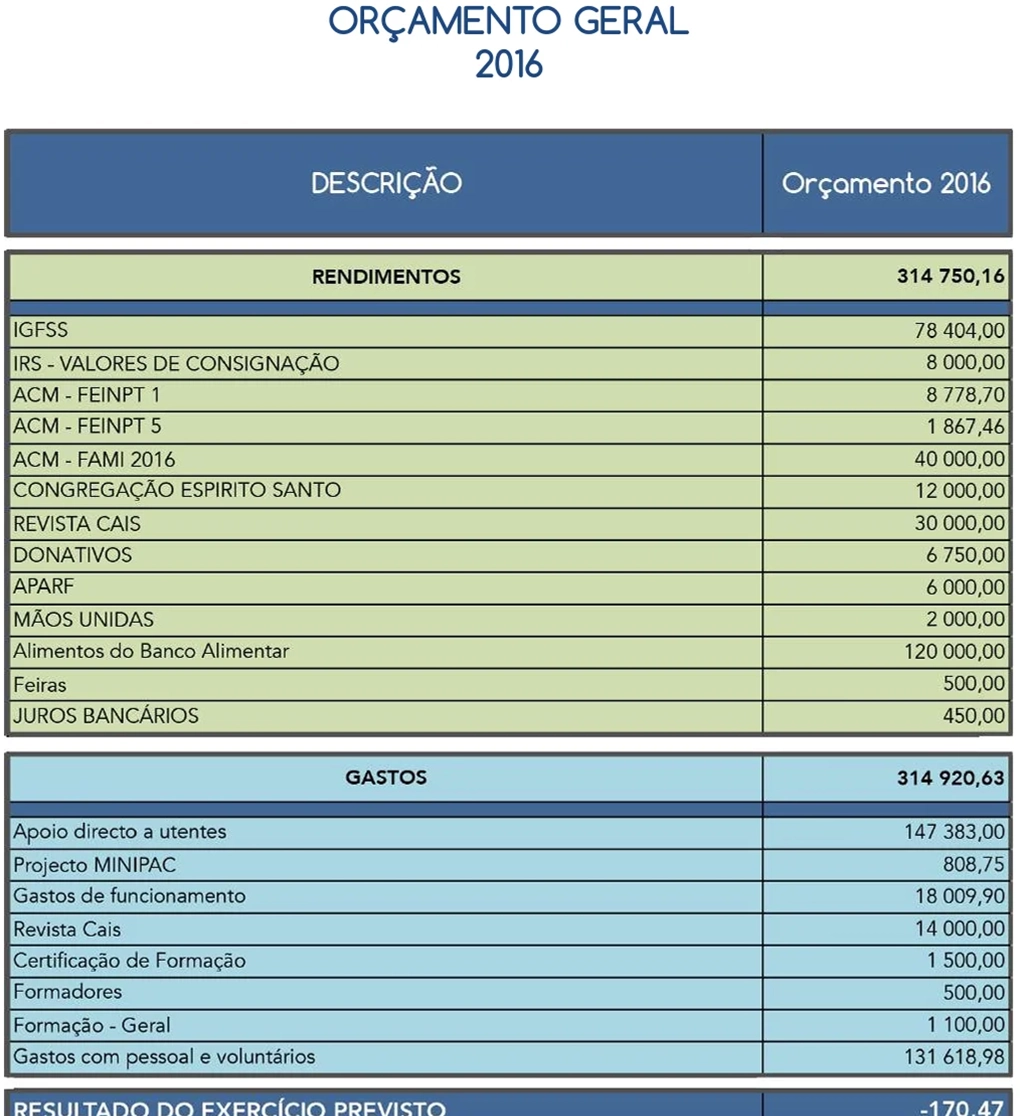 ORÇAMENTO GERAL
2016
DESCRIÇÃO Orçamento 2016
RENDIMENTOS 314 750,16
IGFSS 78 404,00
IRS - VALORES DE CONSIGNAÇÃO 8 000,00
ACM - FEINPT 1 8 778,70
ACM - FEINPT 5 1 867,46
ACM - FAMI 2016 40 000,00
CONGREGAÇÃO ESPIRITO SANTO 12 000,00
REVISTA CAIS 30 000,00
DONATIVOS 6 750,00
APARF 6 000,00
MÃOS UNIDAS 2 000,00
Alimentos do Banco Alimentar 120 000,00
Feiras 500,00
JUROS BANCÁRIOS 450,00
GASTOS 314 920,63
Apoio directo a utentes 147 383,00
Projecto MINIPAC 808,75
Gastos de funcionamento 18 009,90
Revista Cais 14 000,00
Certificação de Formação 1 500,00
Formadores 500,00
Formação - Geral 1 100,00
Gastos com pessoal e voluntários 131 618,98
RESULTADO DO EXERCÍCIO PREVISTO -170,47